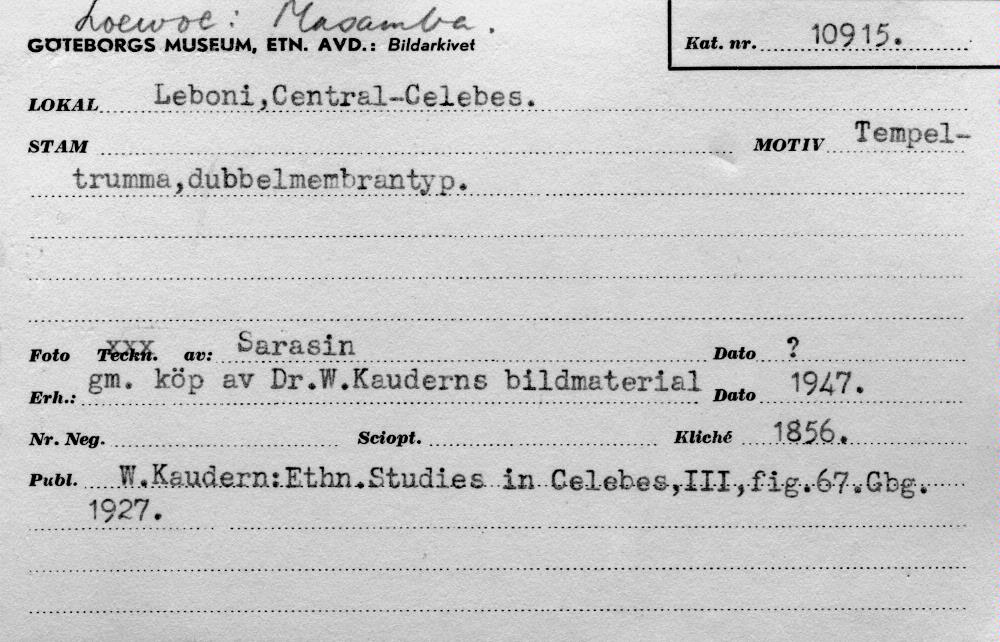 Loewoe: Masamba.
GÖTEBORGS MUSEUM, ETN. AVD.: Bildarkivet
Kat. nr. 10915.
LOKAL Leboni,Central-Celebes.
STAM MOTIV Tempel-
trumma,dubbelmembrantyp.
Foto Teckn. av: Sarasin Dato ?
Erh.: gm. köp av Dr.W.Kauderns bildmaterial Dato 1947.
Nr. Neg. Sciopt. Kliché 1856.
Publ. W.Kaudern:Ethn.Studies in Celebes,III,fig.67.Gbg.
1927.